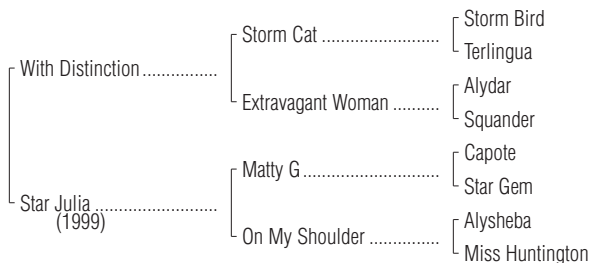 Storm Bird
Storm Cat ........................
Terlingua
With Distinction ...............
Alydar
Extravagant Woman ..........
Squander
Capote
Matty G ............................
Star Gem
Star Julia .........................
(1999)
Alysheba
On My Shoulder ...............
Miss Huntington